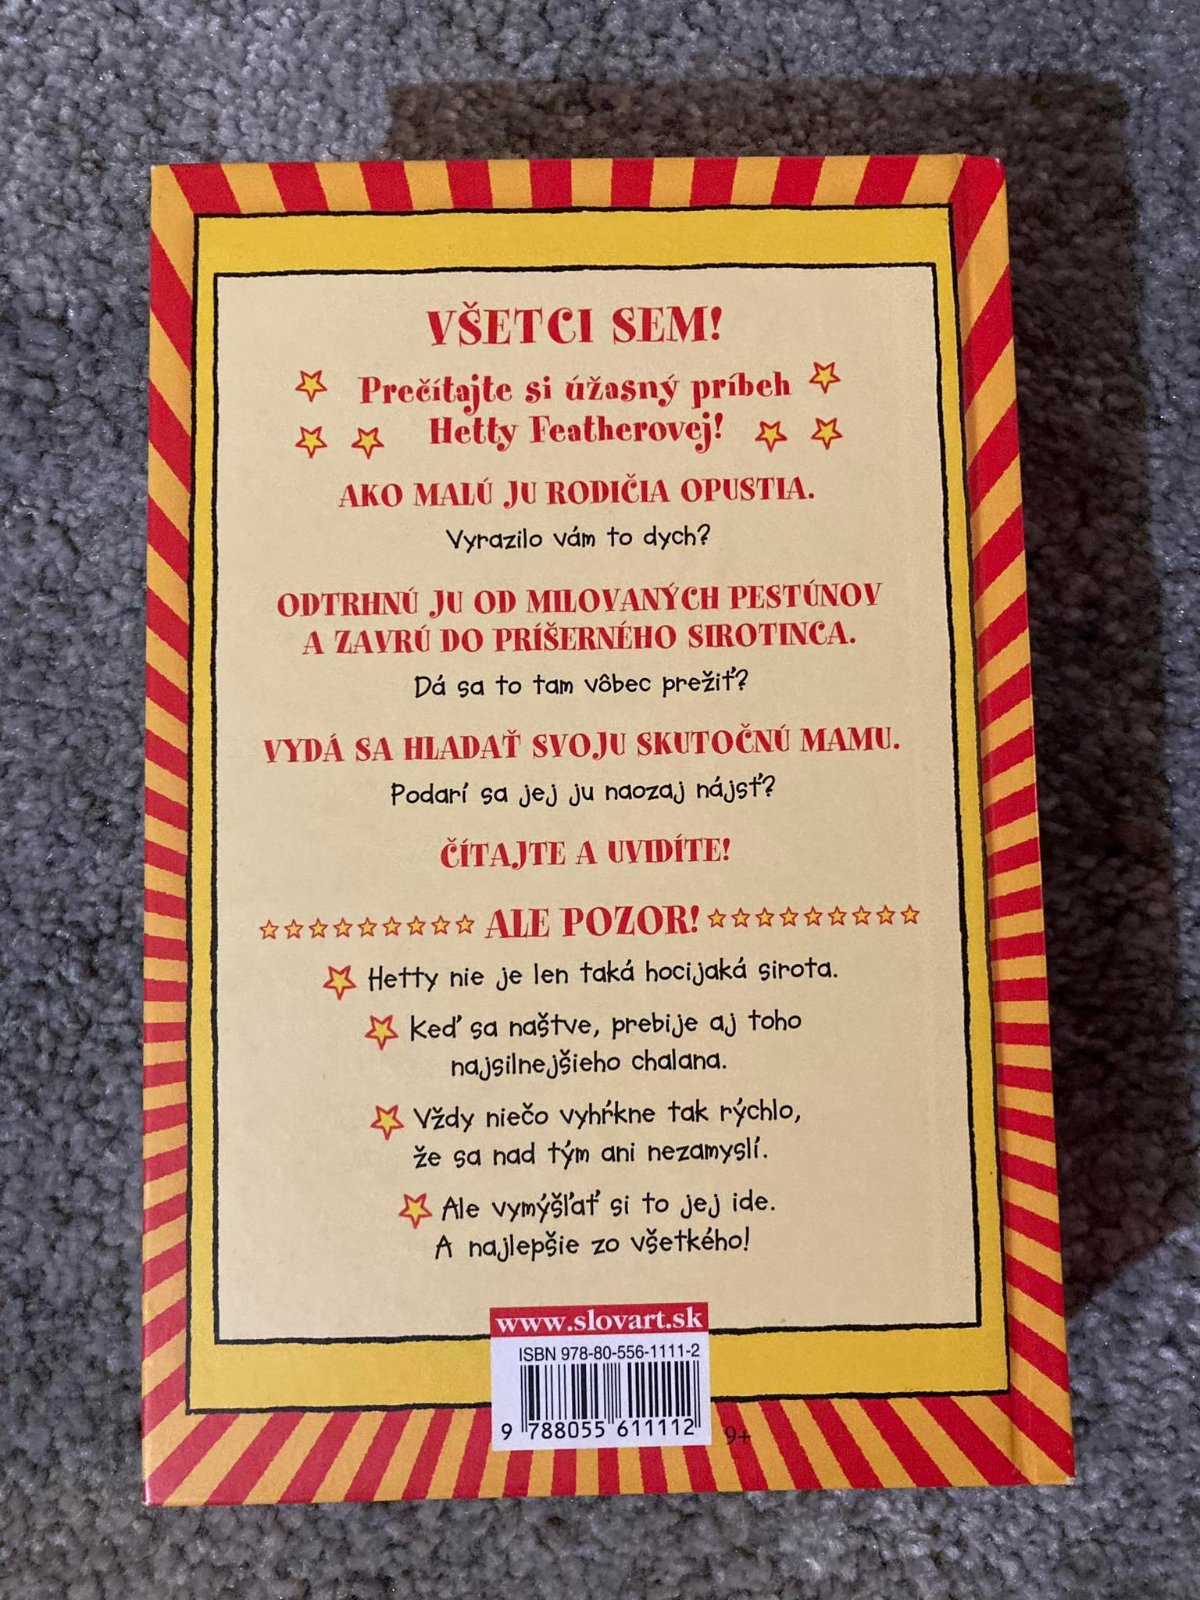 VŠETCI SEM!
Prečítajte si úžasný príbeh
Hetty Featherovej!
AKO MALÚ JU RODIČIA OPUSTIA.
Vyrazilo vám to dych?
ODTRHNÚ JU OD MILOVANÝCH PESTÚNOV
A ZAVRÚ DO PRÍŠERNÉHO SIROTINCA.
Dá sa to tam vôbec prežiť?
VYDÁ SA HĽADAŤ SVOJU SKUTOČNÚ MAMU.
Podarí sa jej ju naozaj nájsť?
ČÍTAJTE A UVIDÍTE!
ALE POZOR!
Hetty nie je len taká hocijaká sirota.
Keď sa naštve, prebije aj toho
najsilnejšieho chalana.
Vždy niečo vyhŕkne tak rýchlo,
že sa nad tým ani nezamyslí.
Ale vymýšľať si to jej ide.
A najlepšie zo všetkého!
www.slovart.sk
ISBN 978-80-556-1111-2
9 788055 611112
9+